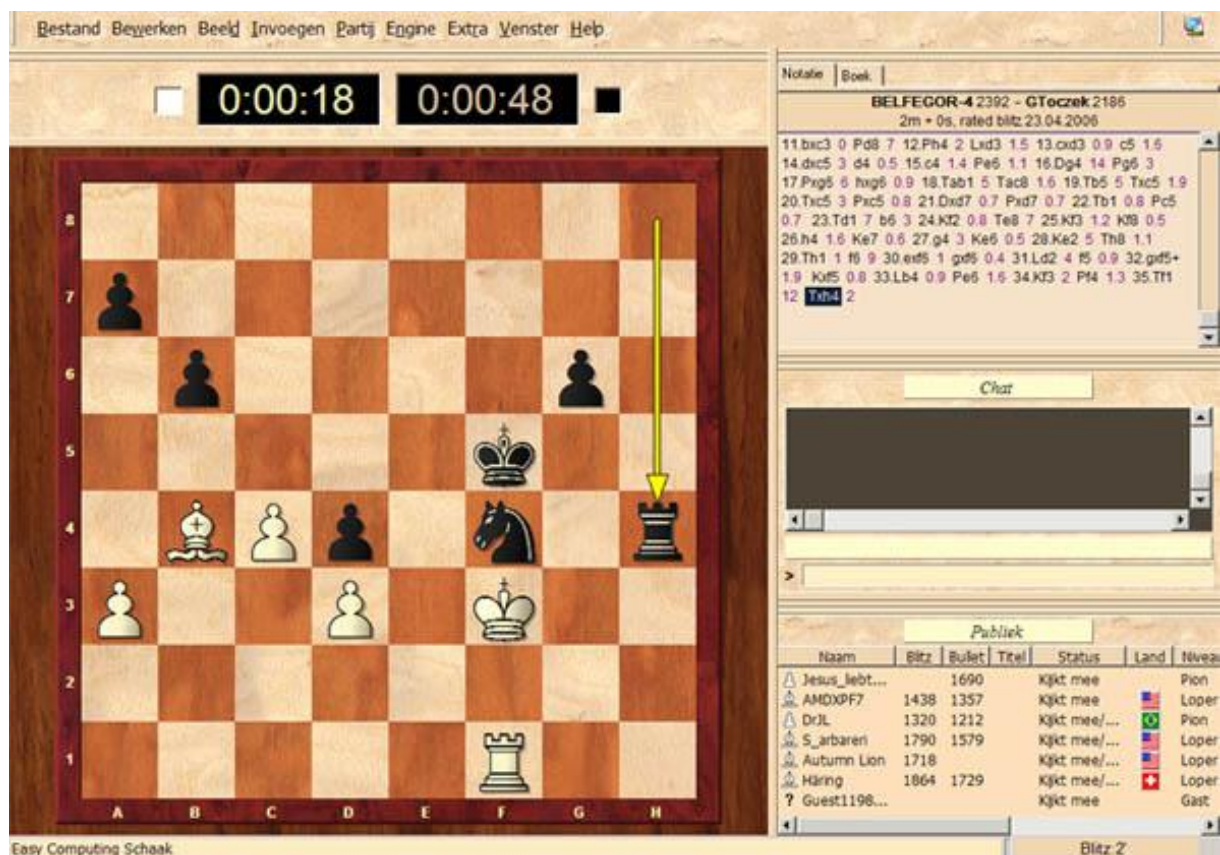 Bestand Bewerken Beeld Invoegen Partij Engine Extra Venster Help
0:00:18 0:00:48
Notatie Boek
BELFEGOR-4 2392 - GToczek 2186
2m + 0s, rated blitz 23.04.2006
11.bxc3 0 Pd8 7 12.Ph4 2 Lxd3 1.5 13.cxd3 0.9 c5 1.6
14.dxc5 3 d4 0.5 15.c4 1.4 Pe6 1.1 16.Dg4 14 Pg6 3
17.Pxg6 6 hxg6 0.9 18.Tab1 5 Tac8 1.6 19.Tb5 5 Txc5 1.9
20.Txc5 3 Pxc5 0.8 21.Dxd7 0.7 Pxd7 0.7 22.Tb1 0.8 Pc5
0.7 23.Td1 7 b6 3 24.Kf2 0.8 Te8 7 25.Kf3 1.2 Kf8 0.5
26.h4 1.6 Ke7 0.6 27.g4 3 Ke6 0.5 28.Ke2 5 Th8 1.1
29.Th1 1 f6 9 30.exf6 1 gxf6 0.4 31.Ld2 4 f5 0.9 32.gxf5+
1.9 Kxf5 0.8 33.Lb4 0.9 Pe6 1.6 34.Kf3 2 Pf4 1.3 35.Tf1
12 Txh4 2
8
7
6
5
4
3
2
1
A B C D E F G H
Chat
>
Publiek
Naam Blitz Bullet Titel Status Land Niveau
Jesus_liebt... 1690 Kijkt mee Pion
AMDXPF7 1438 1357 Kijkt mee Loper
DrJL 1320 1212 Kijkt mee/... Pion
S_arbaren 1790 1579 Kijkt mee/... Loper
Autumn Lion 1718 Kijkt mee/... Loper
Häring 1864 1729 Kijkt mee/... Loper
? Guest1198... Kijkt mee Gast
Easy Computing Schaak Blitz 2'